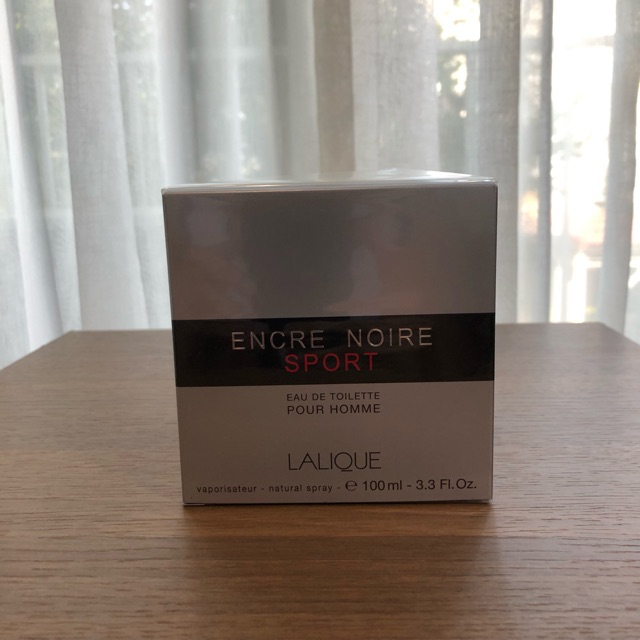 ENCRE NOIRE
SPORT
EAU DE TOILETTE
POUR HOMME
LALIQUE
vaporisateur - natural spray - ℮ 100 ml - 3.3 Fl.Oz.